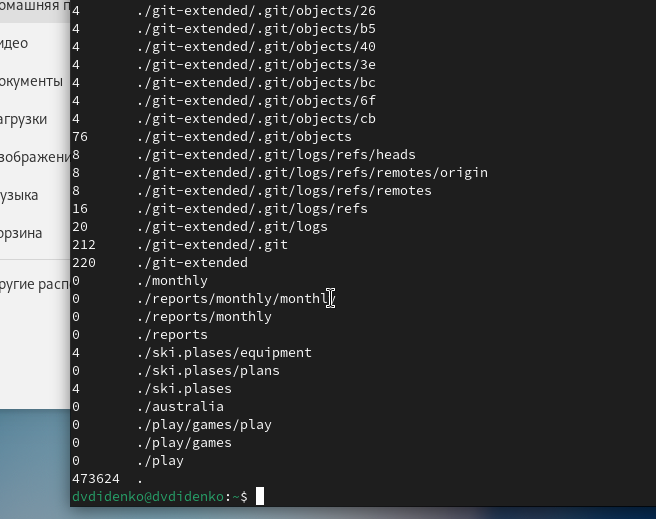 омашняя п
идео
окументы
агрузки
зображени
узыка
орзина
ругие расп
4 ./git-extended/.git/objects/26
4 ./git-extended/.git/objects/b5
4 ./git-extended/.git/objects/40
4 ./git-extended/.git/objects/3e
4 ./git-extended/.git/objects/bc
4 ./git-extended/.git/objects/6f
4 ./git-extended/.git/objects/cb
76 ./git-extended/.git/objects
8 ./git-extended/.git/logs/refs/heads
8 ./git-extended/.git/logs/refs/remotes/origin
8 ./git-extended/.git/logs/refs/remotes
16 ./git-extended/.git/logs/refs
20 ./git-extended/.git/logs
212 ./git-extended/.git
220 ./git-extended
0 ./monthly
0 ./reports/monthly/monthly
0 ./reports/monthly
0 ./reports
4 ./ski.plases/equipment
0 ./ski.plases/plans
4 ./ski.plases
0 ./australia
0 ./play/games/play
0 ./play/games
0 ./play
473624 .
dvdidenko@dvdidenko:~$